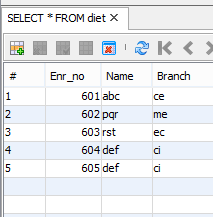 SELECT * FROM diet
# Enr_no Name Branch
1 601 abc ce
2 602 pqr me
3 603 rst ec
4 604 def ci
5 605 def ci